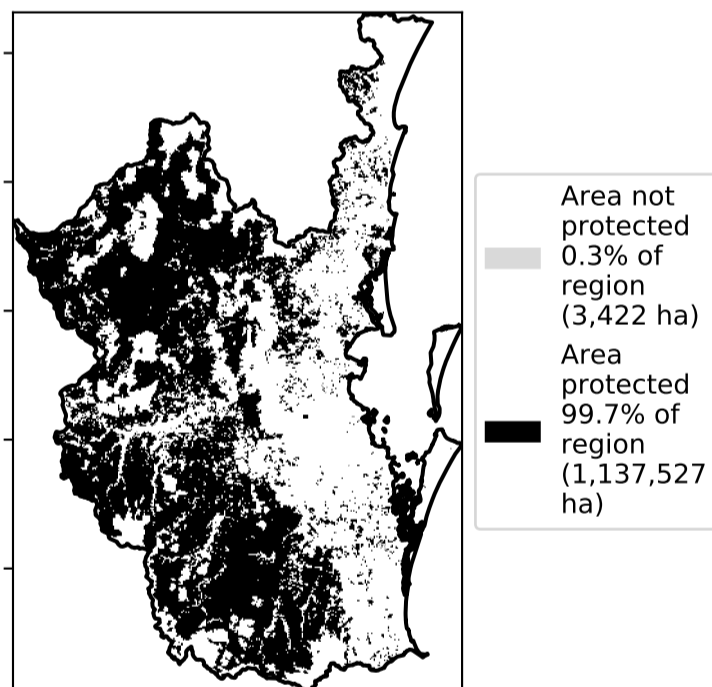 Area not
protected
0.3% of
region
(3,422 ha)
Area
protected
99.7% of
region
(1,137,527
ha)